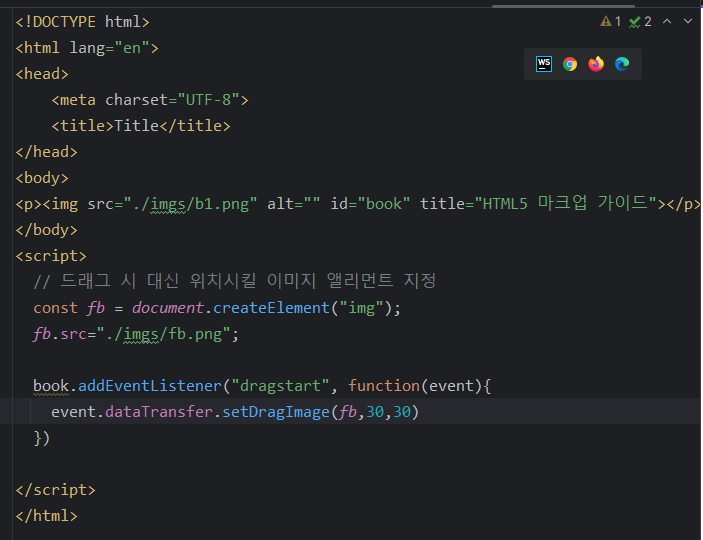 <!DOCTYPE html>
1 2
<html lang="en">
WS
<head>
    <meta charset="UTF-8">
    <title>Title</title>
</head>
<body>
<p><img src="./imgs/b1.png" alt="" id="book" title="HTML5 마크업 가이드"></p>
</body>
<script>
  // 드래그 시 대신 위치시킬 이미지 앨리먼트 지정
  const fb = document.createElement("img");
  fb.src="./imgs/fb.png";
  book.addEventListener("dragstart", function(event){
    event.dataTransfer.setDragImage(fb,30,30)
  })
</script>
</html>